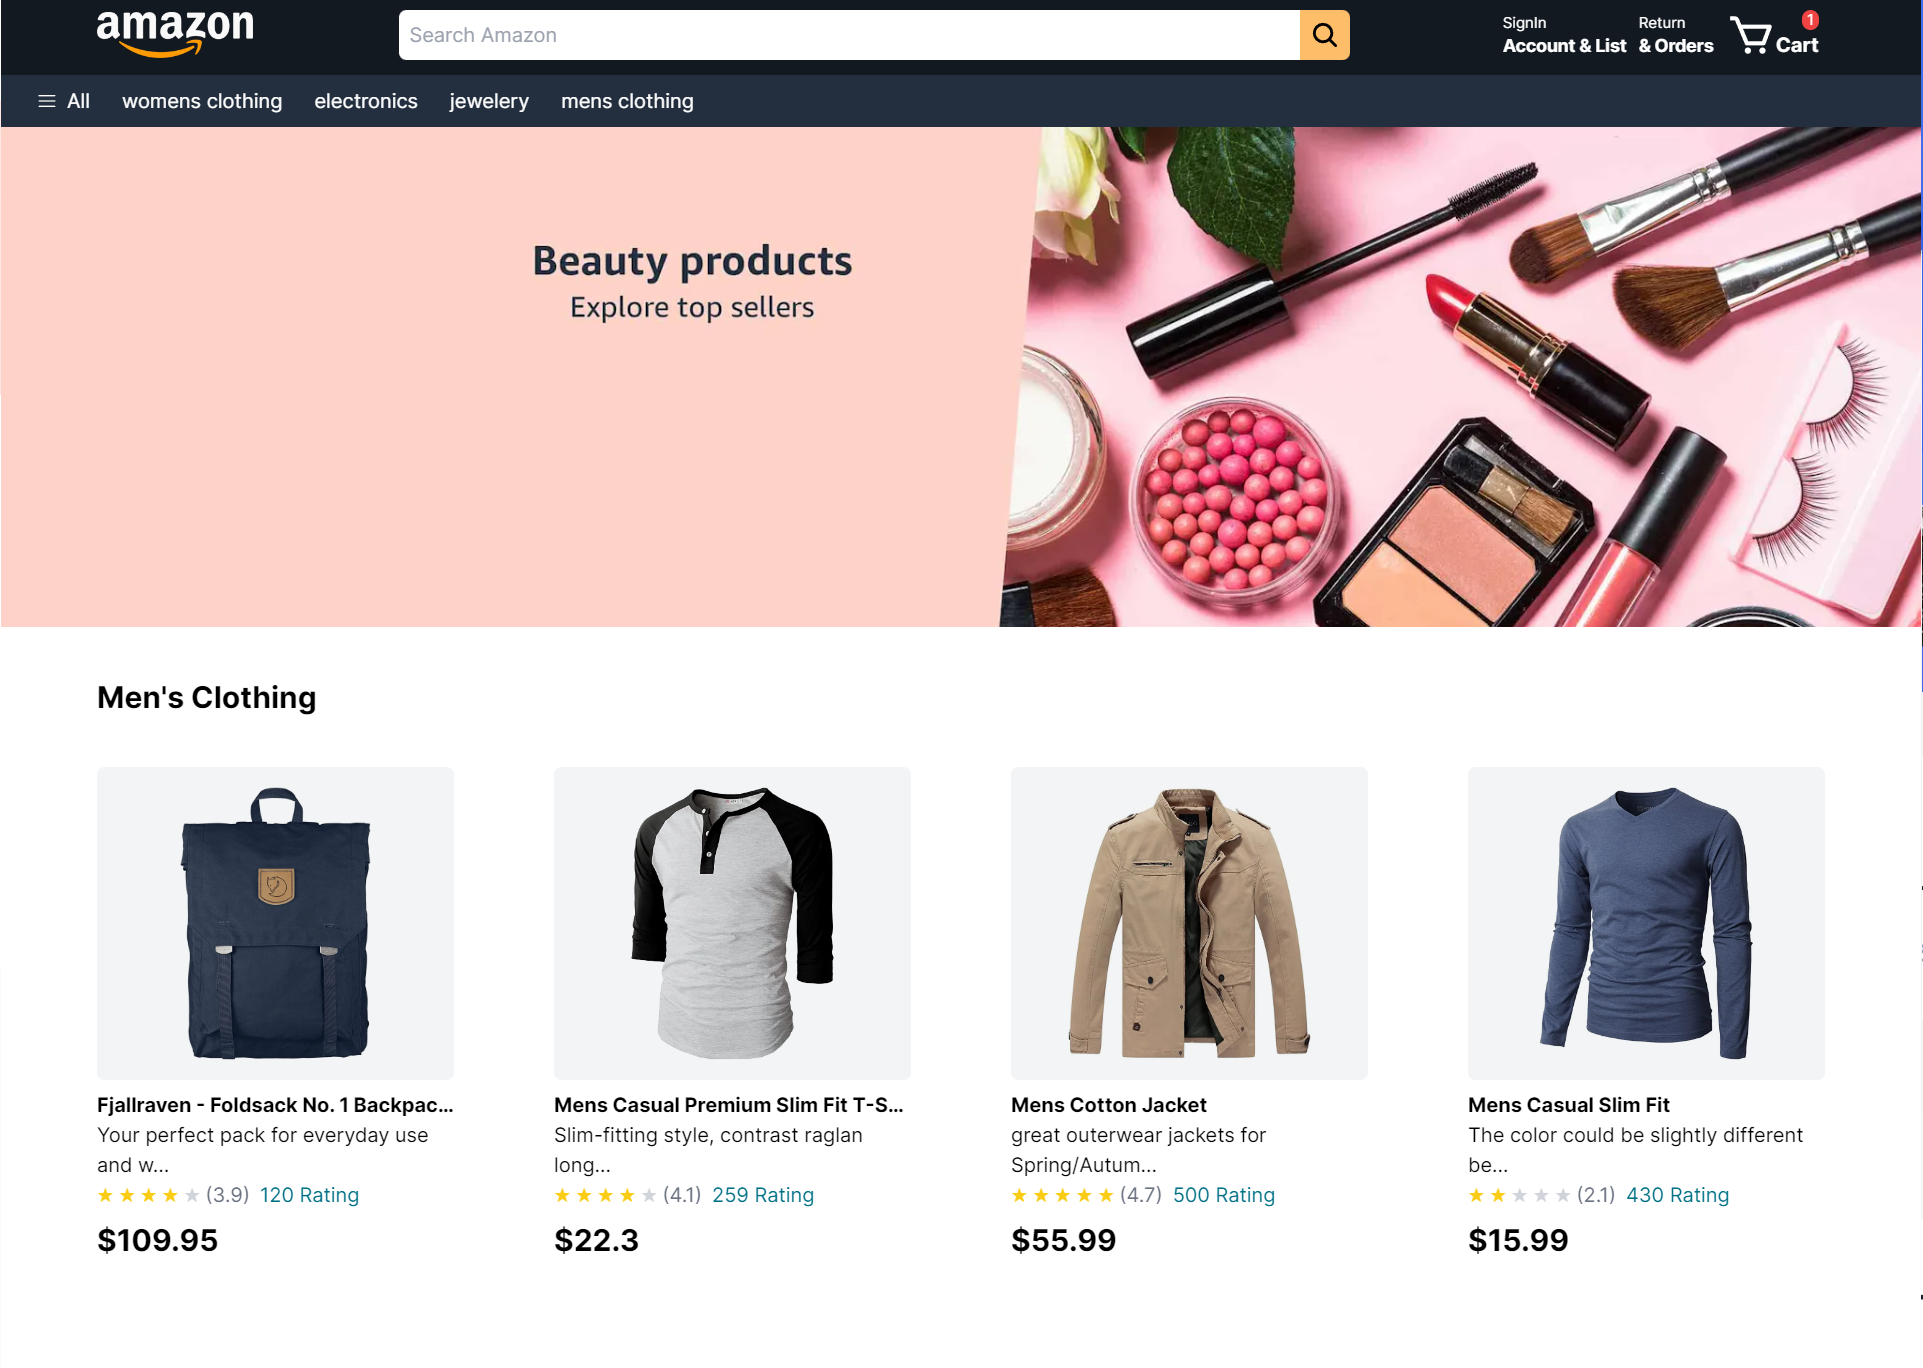 amazon
Search Amazon
SignIn
Account & List
Return
& Orders
1
Cart
All
womens clothing
electronics
jewelery
mens clothing
Beauty products
Explore top sellers
Men's Clothing
Fjallraven - Foldsack No. 1 Backpac...
Your perfect pack for everyday use
and w...
(3.9) 120 Rating
$109.95
Mens Casual Premium Slim Fit T-S...
Slim-fitting style, contrast raglan
long...
(4.1) 259 Rating
$22.3
Mens Cotton Jacket
great outerwear jackets for
Spring/Autum...
(4.7) 500 Rating
$55.99
Mens Casual Slim Fit
The color could be slightly different
be...
(2.1) 430 Rating
$15.99